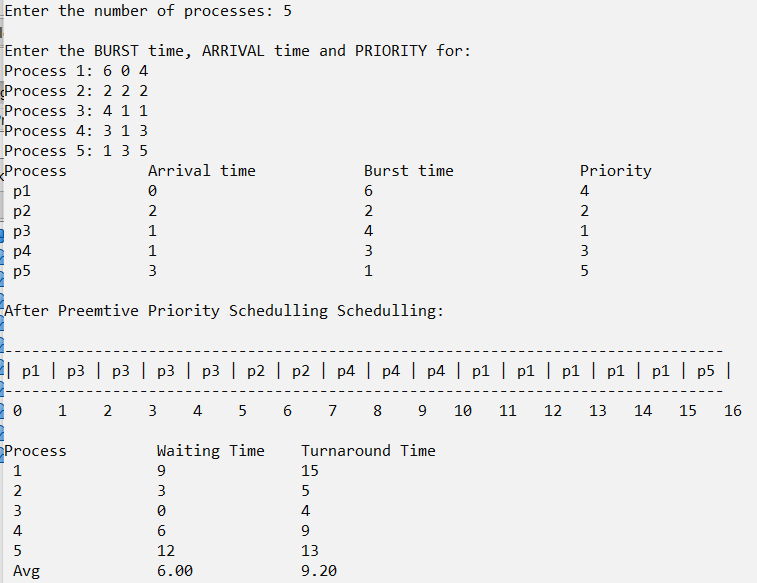 Enter the number of processes: 5
Enter the BURST time, ARRIVAL time and PRIORITY for:
Process 1: 6 0 4
Process 2: 2 2 2
Process 3: 4 1 1
Process 4: 3 1 3
Process 5: 1 3 5
Process Arrival time Burst time Priority
p1 0 6 4
p2 2 2 2
p3 1 4 1
p4 1 3 3
p5 3 1 5
After Preemtive Priority Schedulling Schedulling:
--------------------------------------------------------------------------------
| p1 | p3 | p3 | p3 | p3 | p2 | p2 | p4 | p4 | p4 | p1 | p1 | p1 | p1 | p1 | p5 |
--------------------------------------------------------------------------------
0 1 2 3 4 5 6 7 8 9 10 11 12 13 14 15 16
Process Waiting Time Turnaround Time
1 9 15
2 3 5
3 0 4
4 6 9
5 12 13
Avg 6.00 9.20